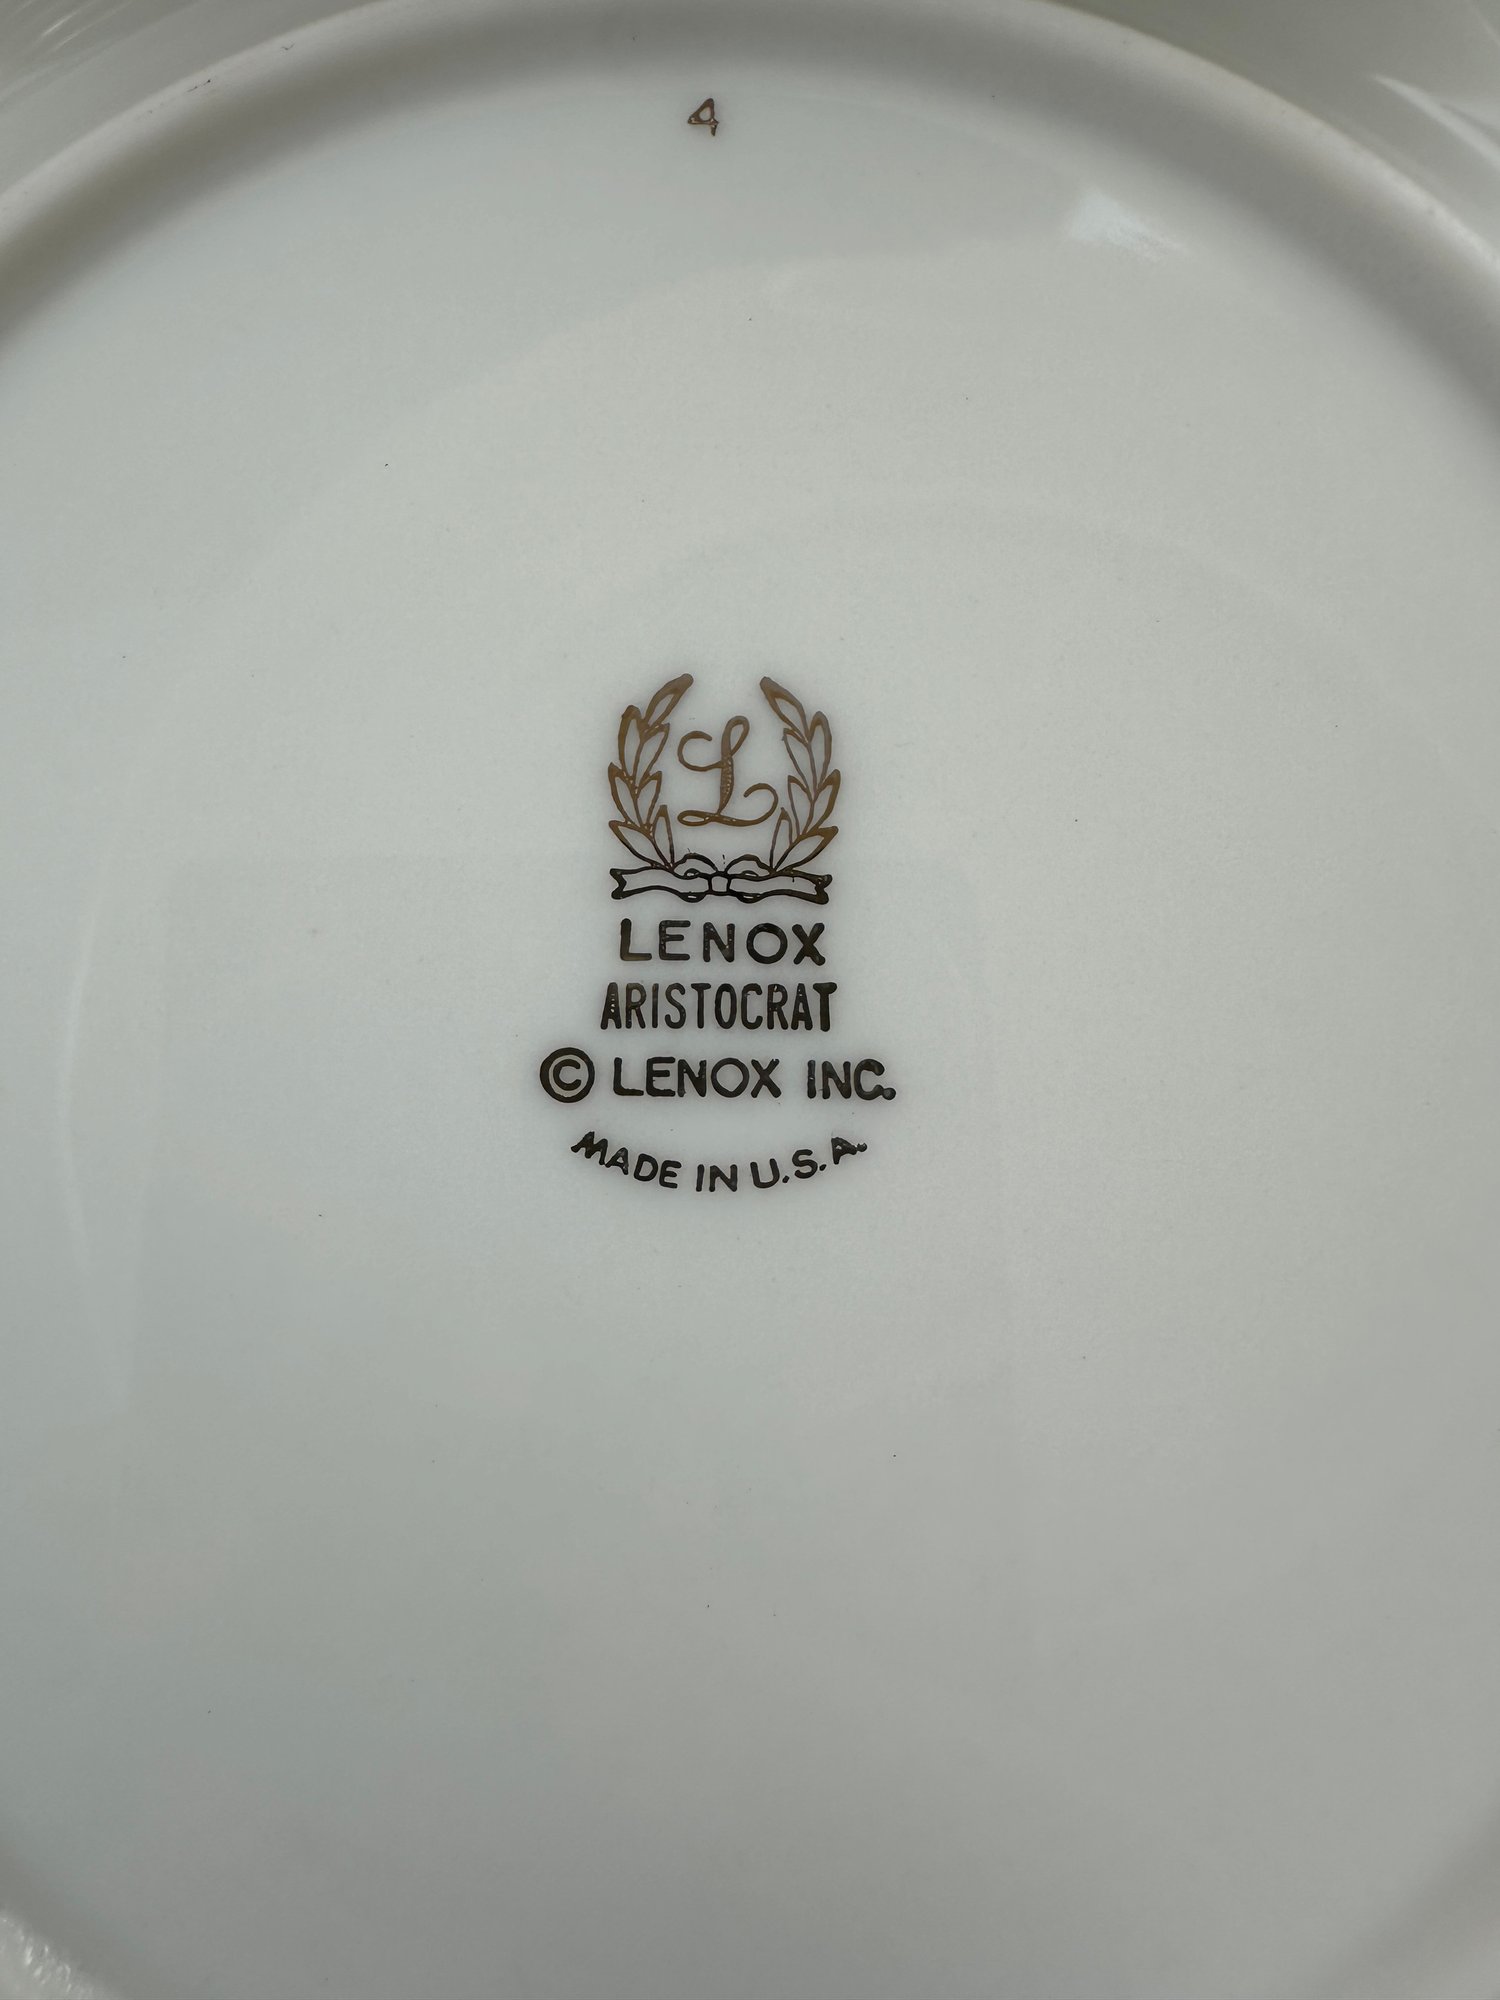 4
L
LENOX
ARISTOCRAT
© LENOX INC.
MADE IN U.S.A.